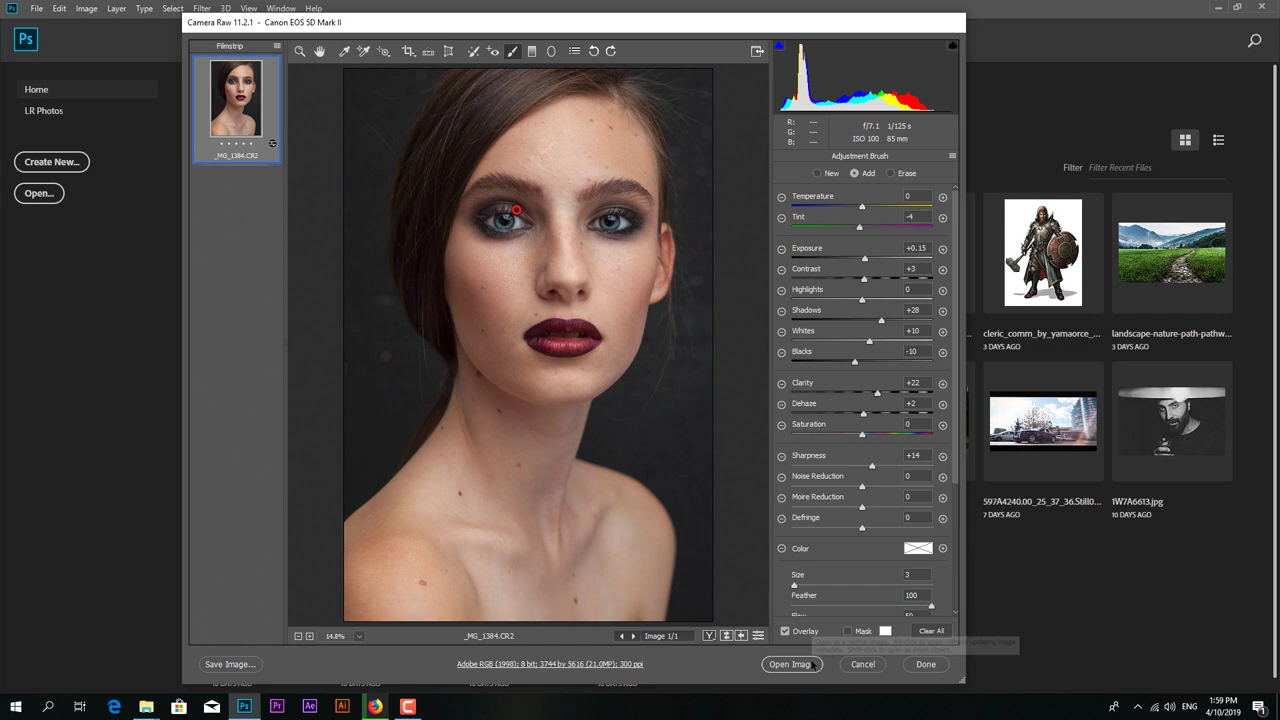 Ps File Edit Image Layer Type Select Filter 3D View Window Help
Camera Raw 11.2.1 - Canon EOS 5D Mark II
Ps
Filmstrip
Home
LR Photos
Create New...
Open...
_MG_1384.CR2
R: ---
G: ---
B: ---
f/7.1 1/125 s
ISO 100 85 mm
Adjustment Brush
New Add Erase
Temperature 0
Tint -4
Exposure +0.15
Contrast +3
Highlights 0
Shadows +28
Whites +10
Blacks -10
Clarity +22
Dehaze +2
Saturation 0
Sharpness +14
Noise Reduction 0
Moire Reduction 0
Defringe 0
Color
Size 3
Feather 100
Overlay Mask Clear All
14.8%
_MG_1384.CR2
Image 1/1
Y
Save Image...
Adobe RGB (1998); 8 bit; 3744 by 5616 (21.0MP); 300 ppi
Open Imag
Cancel
Done
Filter Filter Recent Files
cleric_comm_by_yamaorce_...
3 DAYS AGO
landscape-nature-path-pathw...
3 DAYS AGO
597A4240.00_25_37_36.Still0...
7 DAYS AGO
1W7A6613.jpg
10 DAYS AGO
Ps Pr Ae Ai
ENG
1:59 PM
4/10/2019